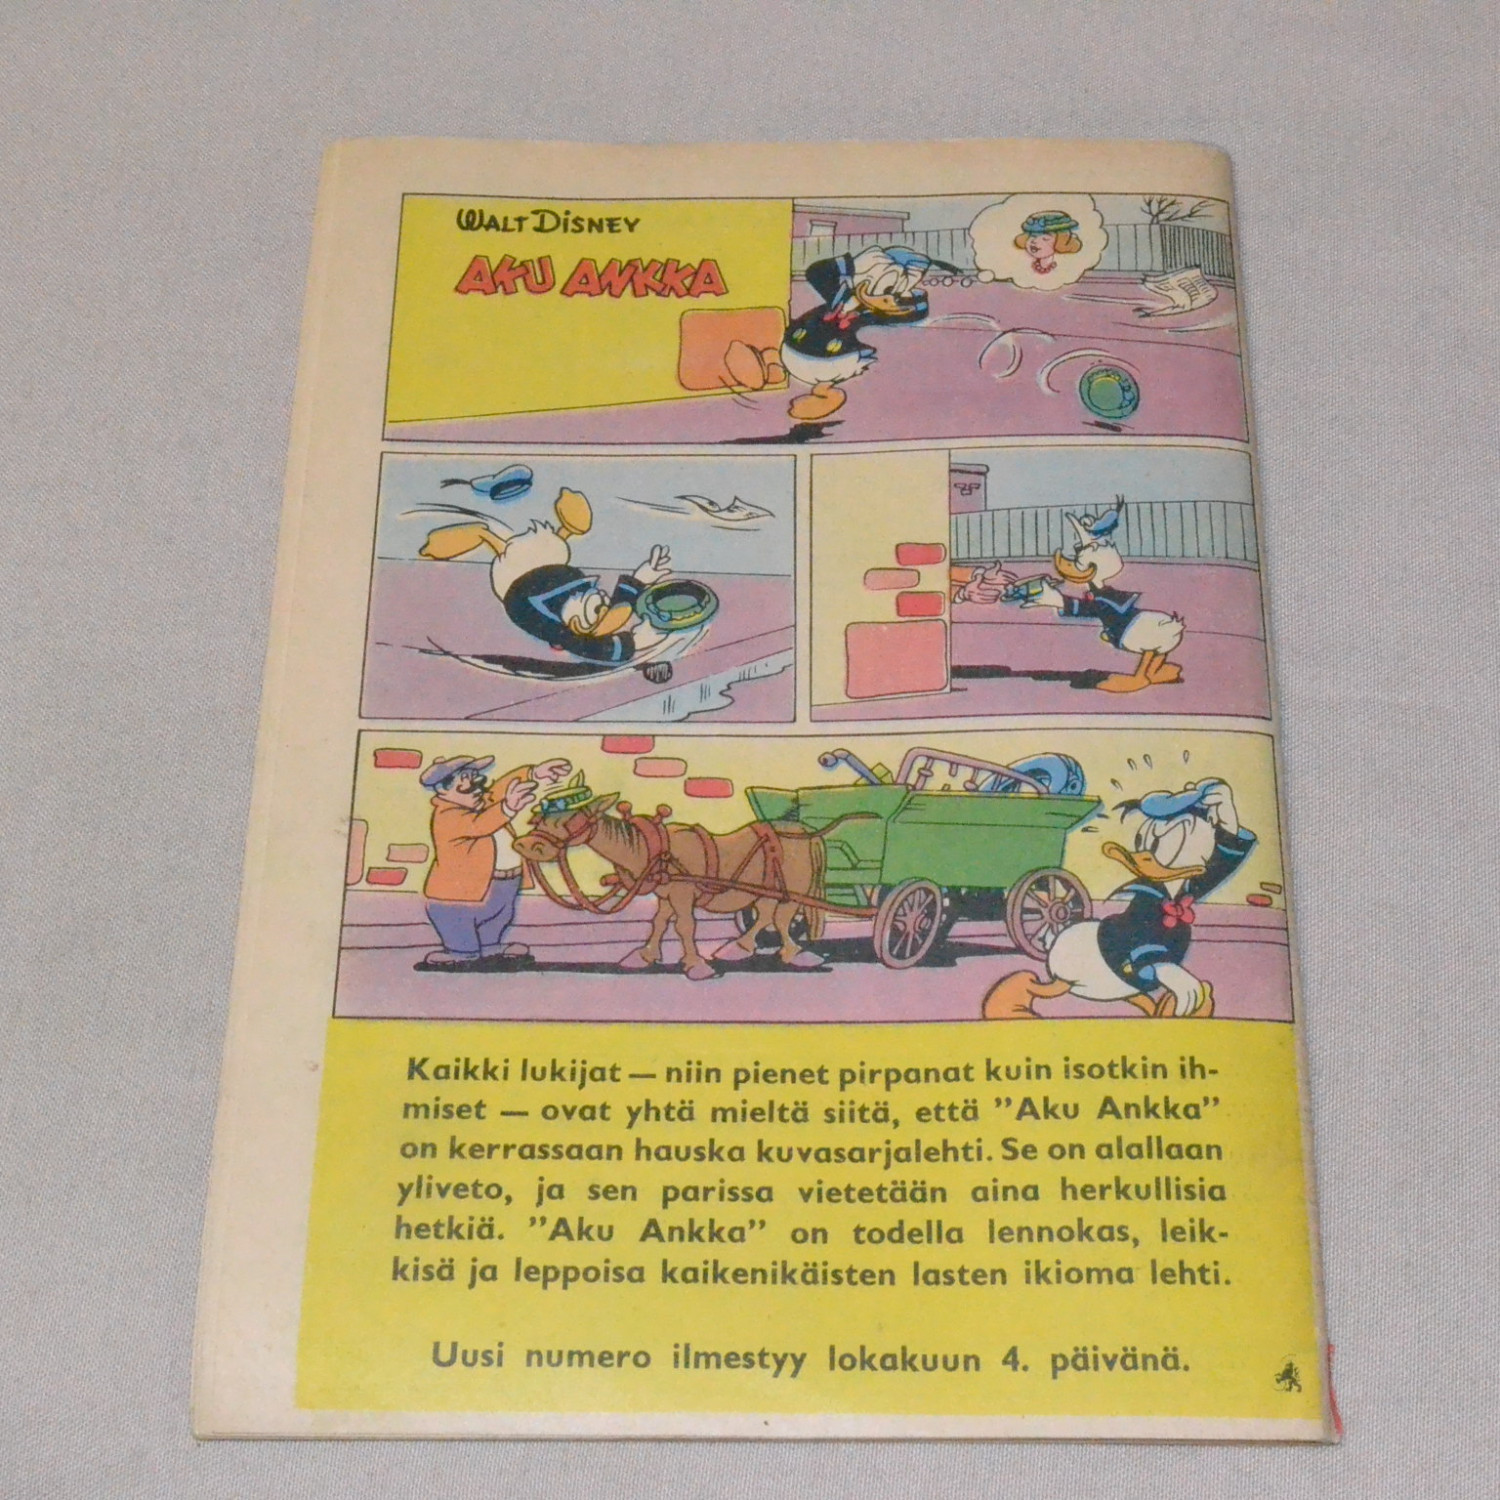 WALT DISNEY
AKU ANKKA
Kaikki lukijat — niin pienet pirpanat kuin isotkin ih-
miset — ovat yhtä mieltä siitä, että ”Aku Ankka”
on kerrassaan hauska kuvasarjalehti. Se on alallaan
yliveto, ja sen parissa vietetään aina herkullisia
hetkiä. ”Aku Ankka” on todella lennokas, leik-
kisä ja leppoisa kaikenikäisten lasten ikioma lehti.
Uusi numero ilmestyy lokakuun 4. päivänä.